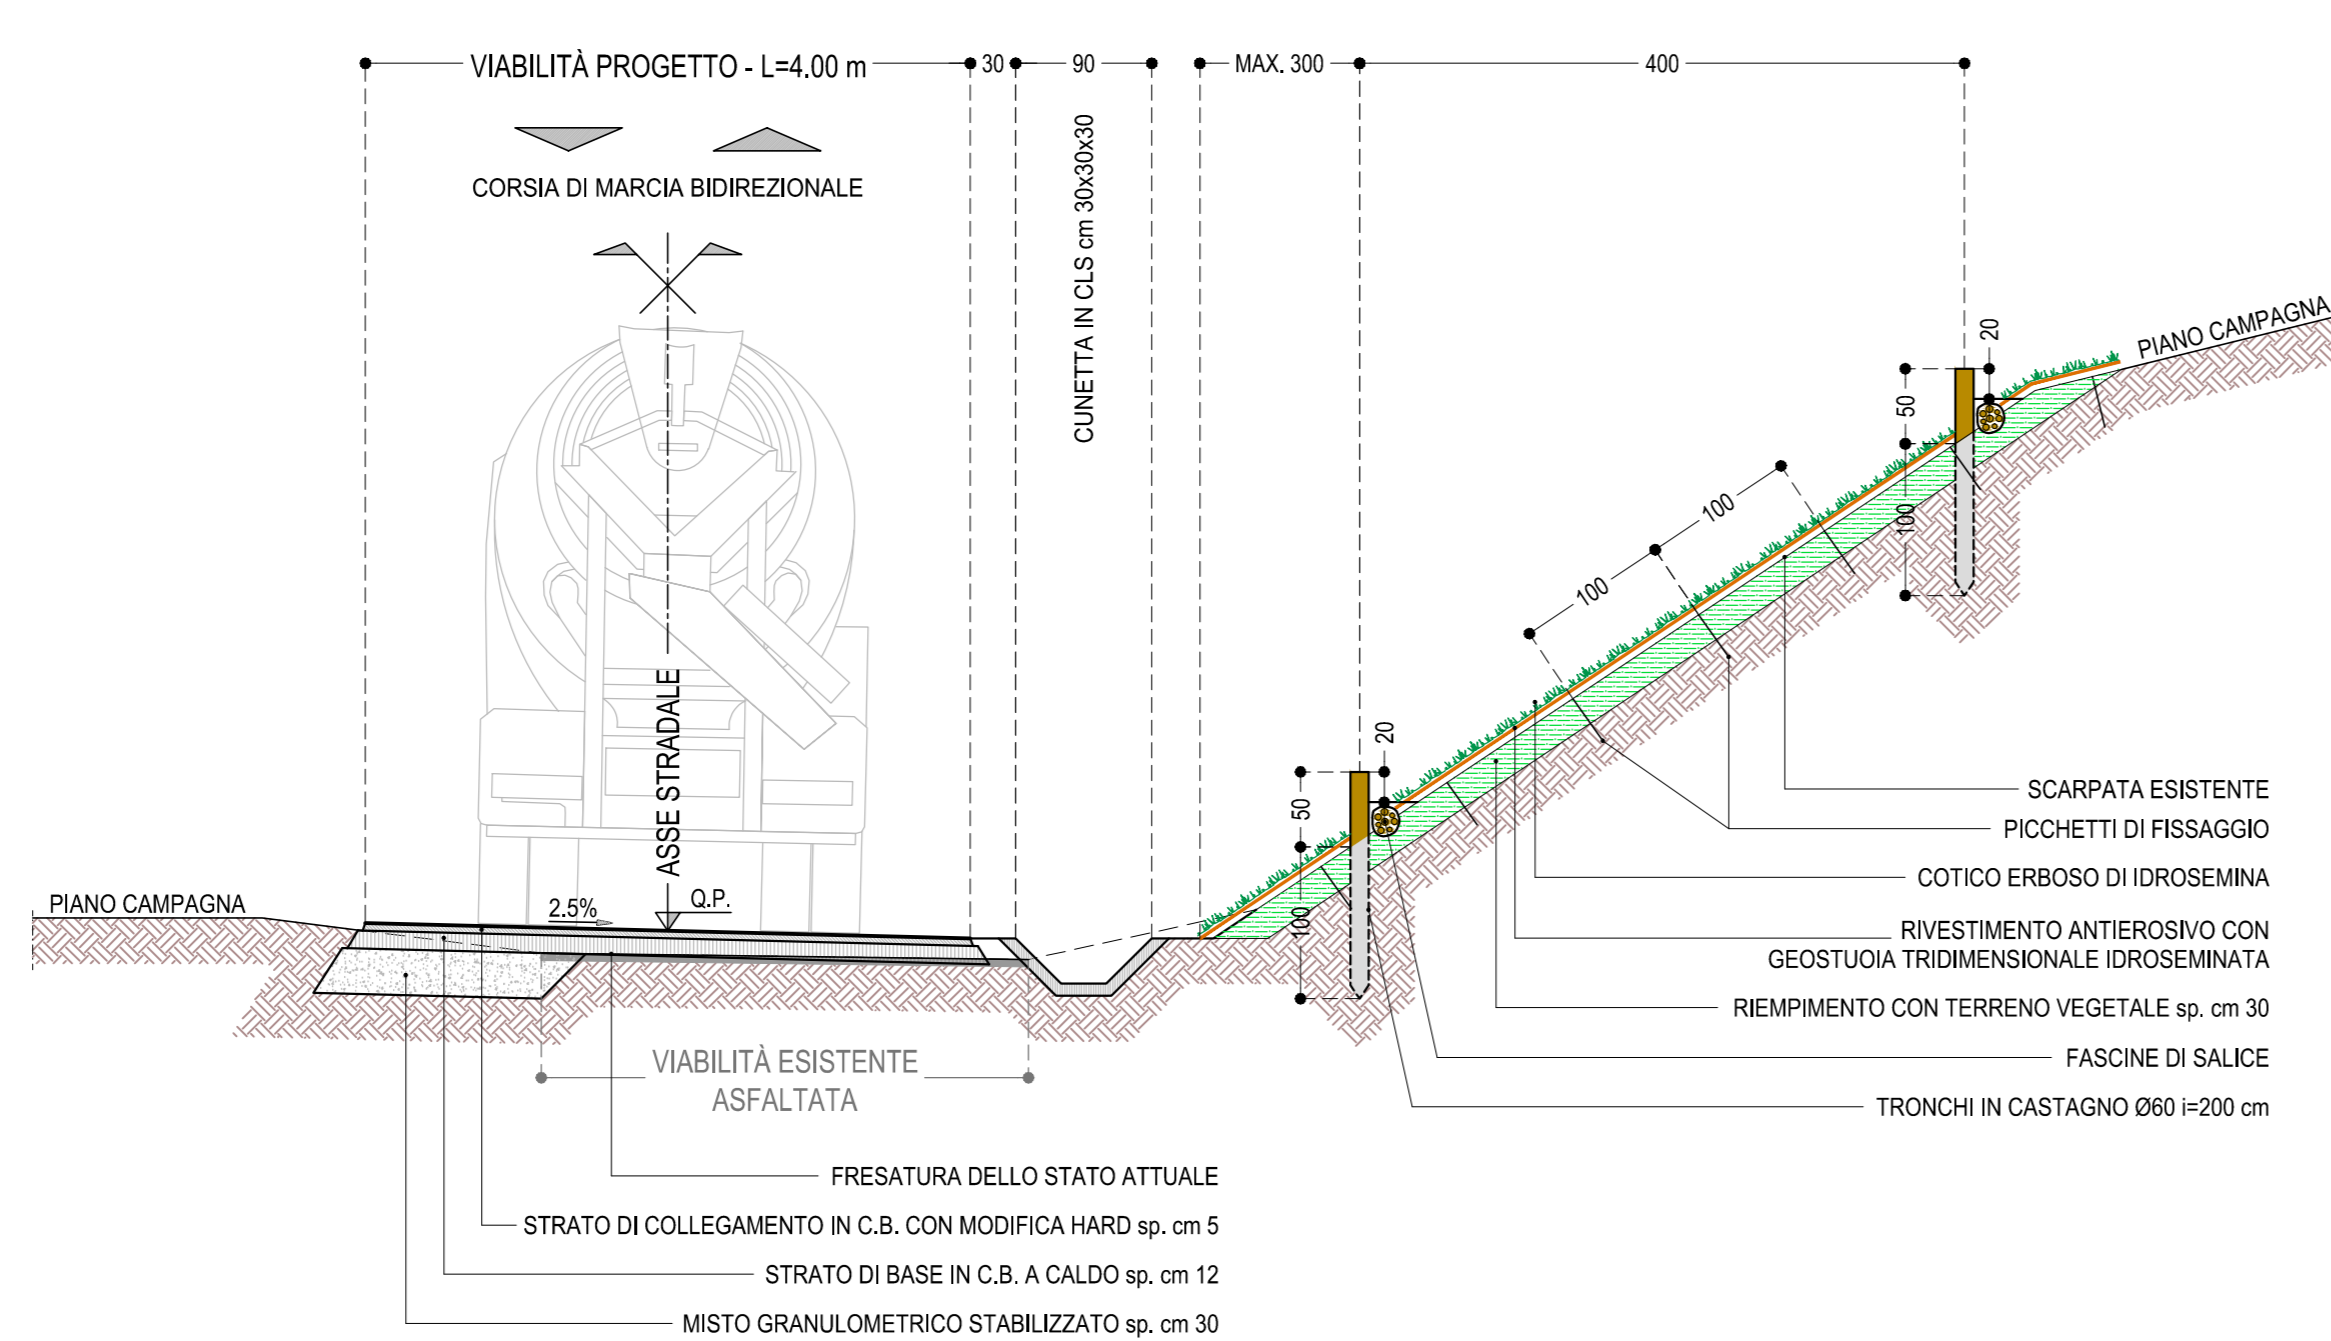 VIABILITÀ PROGETTO - L=4.00 m
30
90
MAX. 300
400
CORSIA DI MARCIA BIDIREZIONALE
CUNETTA IN CLS cm 30x30x30
ASSE STRADALE
PIANO CAMPAGNA
2.5%
Q.P.
PIANO CAMPAGNA
20
50
100
100
100
20
50
100
SCARPATA ESISTENTE
PICCHETTI DI FISSAGGIO
COTICO ERBOSO DI IDROSEMINA
RIVESTIMENTO ANTIEROSIVO CON
GEOSTUOIA TRIDIMENSIONALE IDROSEMINATA
RIEMPIMENTO CON TERRENO VEGETALE sp. cm 30
FASCINE DI SALICE
TRONCHI IN CASTAGNO Ø60 i=200 cm
VIABILITÀ ESISTENTE
ASFALTATA
FRESATURA DELLO STATO ATTUALE
STRATO DI COLLEGAMENTO IN C.B. CON MODIFICA HARD sp. cm 5
STRATO DI BASE IN C.B. A CALDO sp. cm 12
MISTO GRANULOMETRICO STABILIZZATO sp. cm 30